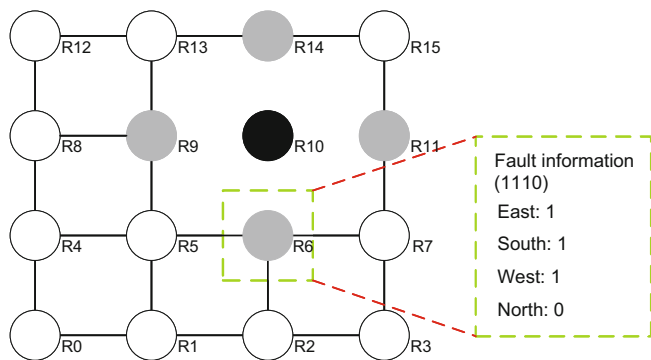 R12
R13
R14
R15
R8
R9
R10
R11
Fault information
(1110)
East: 1
South: 1
West: 1
North: 0
R4
R5
R6
R7
R0
R1
R2
R3